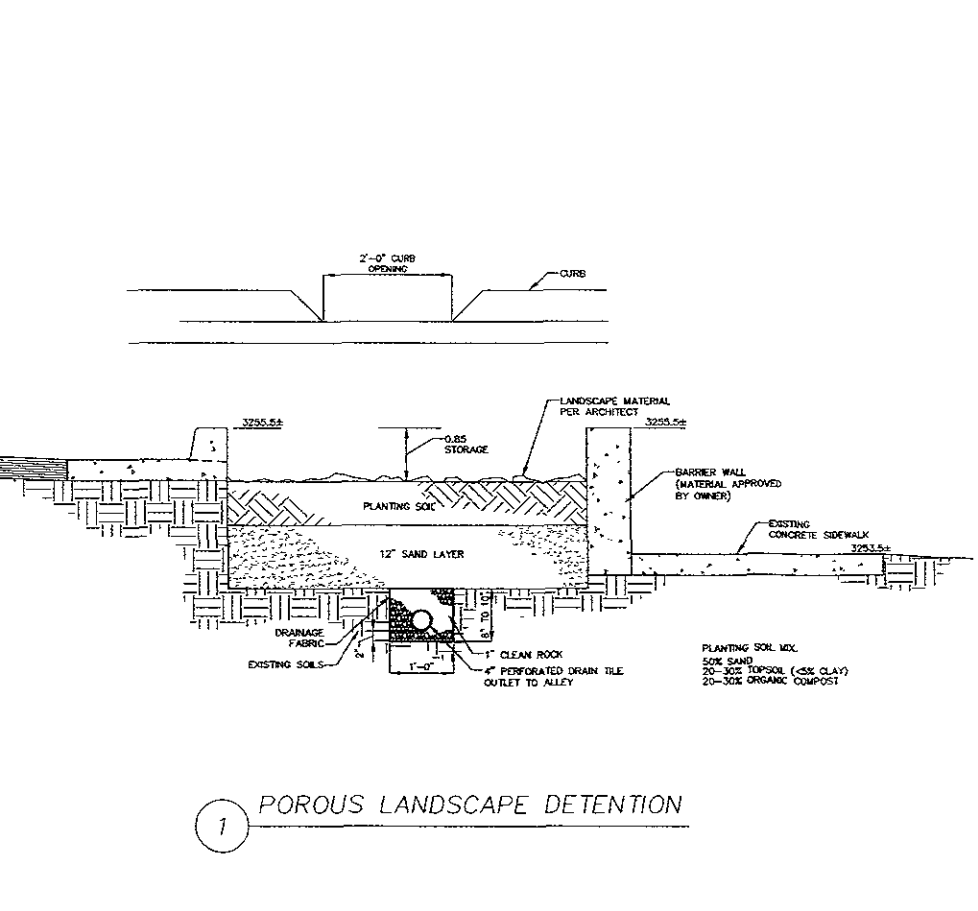 2'-0" CURB
OPENING
CURB
LANDSCAPE MATERIAL
PER ARCHITECT
3255.5±
3255.5±
0.85
STORAGE
BARRIER WALL
(MATERIAL APPROVED
BY OWNER)
PLANTING SOIL
EXISTING
CONCRETE SIDEWALK
3253.5±
12" SAND LAYER
8" TO 10"
DRAINAGE
FABRIC
2"
EXISTING SOILS
1'-0"
1" CLEAN ROCK
4" PERFORATED DRAIN TILE
OUTLET TO ALLEY
PLANTING SOIL MIX.
50% SAND
20-30% TOPSOIL (<5% CLAY)
20-30% ORGANIC COMPOST
1
POROUS LANDSCAPE DETENTION